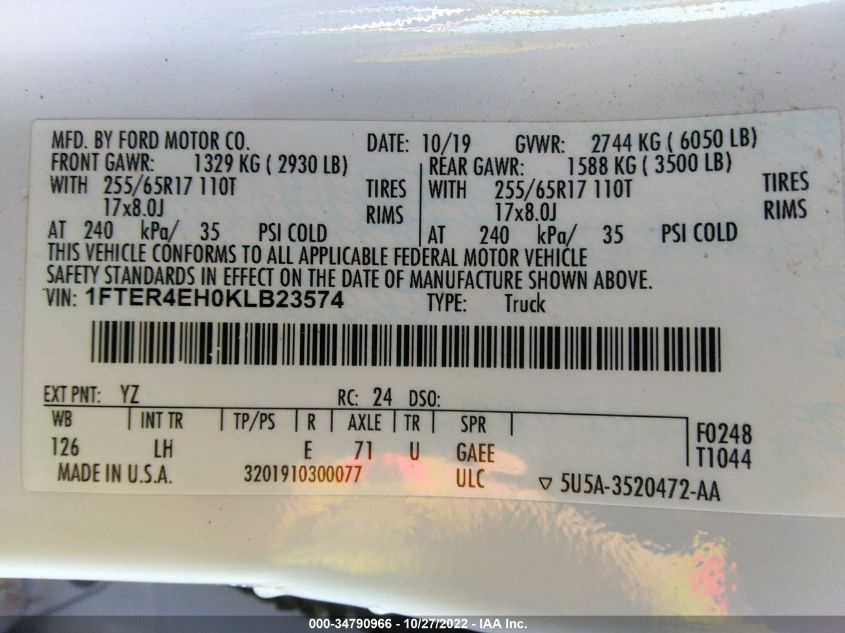 MFD. BY FORD MOTOR CO. DATE: 10/19 GVWR: 2744 KG ( 6050 LB)
FRONT GAWR: 1329 KG ( 2930 LB) REAR GAWR: 1588 KG ( 3500 LB)
WITH 255/65R17 110T TIRES WITH 255/65R17 110T TIRES
17x8.0J RIMS 17x8.0J RIMS
AT 240 kPa/ 35 PSI COLD AT 240 kPa/ 35 PSI COLD
THIS VEHICLE CONFORMS TO ALL APPLICABLE FEDERAL MOTOR VEHICLE
SAFETY STANDARDS IN EFFECT ON THE DATE OF MANUFACTURE SHOWN ABOVE.
VIN: 1FTER4EH0KLB23574 TYPE: Truck
EXT PNT: YZ RC: 24 DSO:
WB INT TR TP/PS R AXLE TR SPR F0248
126 LH E 71 U GAEE T1044
MADE IN U.S.A. 3201910300077 ULC ▽ 5U5A-3520472-AA
000-34790966 - 10/27/2022 - IAA Inc.